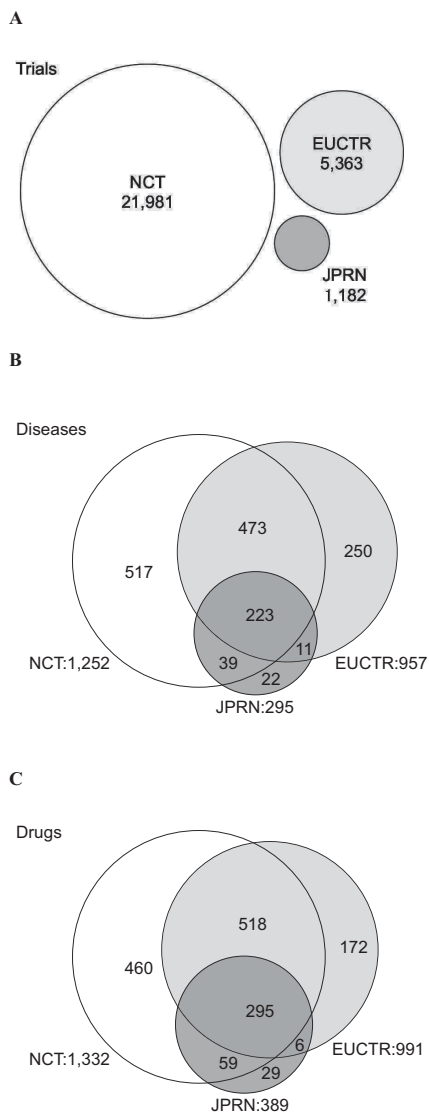 A
Trials
NCT
21,981
EUCTR
5,363
JPRN
1,182
B
Diseases
473
250
517
223
11
39
22
NCT:1,252
EUCTR:957
JPRN:295
C
Drugs
518
172
460
295
6
59
29
NCT:1,332
EUCTR:991
JPRN:389